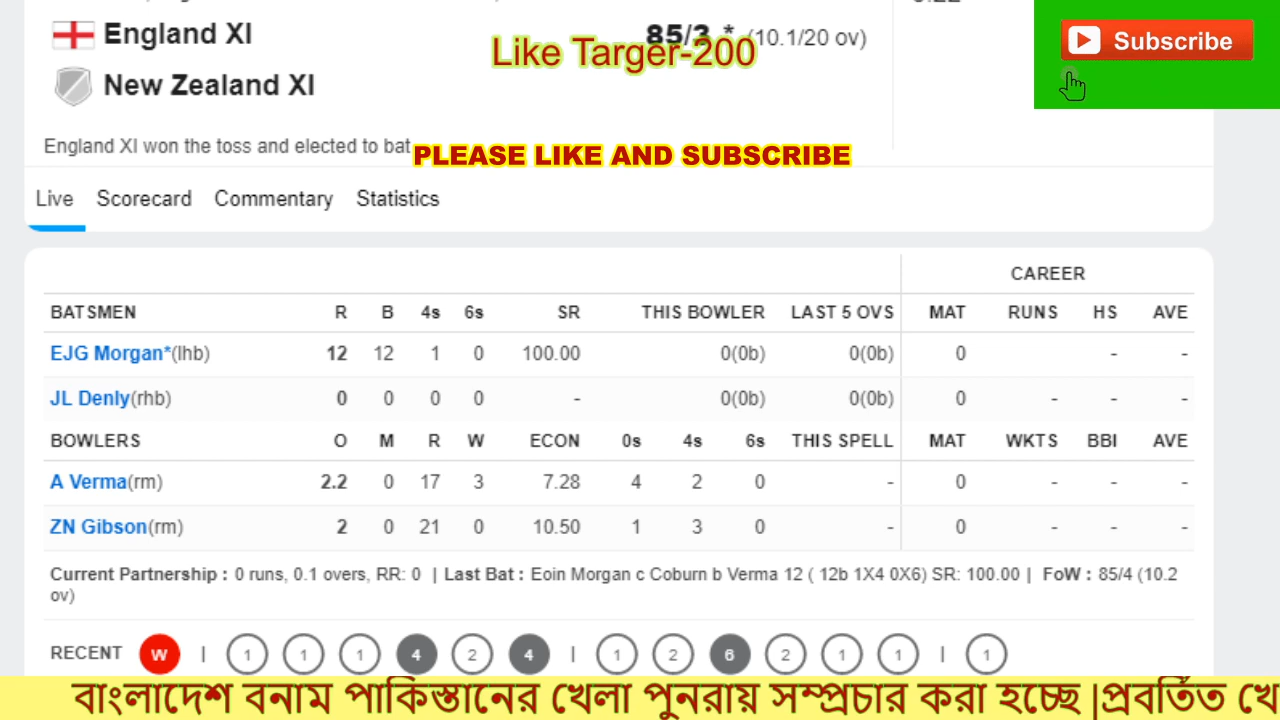 England XI 85/3 * (10.1/20 ov)
Like Targer-200
Subscribe
New Zealand XI
England XI won the toss and elected to bat
PLEASE LIKE AND SUBSCRIBE
Live Scorecard Commentary Statistics
CAREER
BATSMEN R B 4s 6s SR THIS BOWLER LAST 5 OVS MAT RUNS HS AVE
EJG Morgan*(lhb) 12 12 1 0 100.00 0(0b) 0(0b) 0 - -
JL Denly(rhb) 0 0 0 0 - 0(0b) 0(0b) 0 - - -
BOWLERS O M R W ECON 0s 4s 6s THIS SPELL MAT WKTS BBI AVE
A Verma(rm) 2.2 0 17 3 7.28 4 2 0 - 0 - - -
ZN Gibson(rm) 2 0 21 0 10.50 1 3 0 - 0 - - -
Current Partnership : 0 runs, 0.1 overs, RR: 0 | Last Bat : Eoin Morgan c Coburn b Verma 12 ( 12b 1X4 0X6) SR: 100.00 | FoW : 85/4 (10.2
ov)
RECENT W | 1 1 1 4 2 4 | 1 2 6 2 1 1 | 1
বাংলাদেশ বনাম পাকিস্তানের খেলা পুনরায় সম্প্রচার করা হচ্ছে |প্রবর্তিত খে